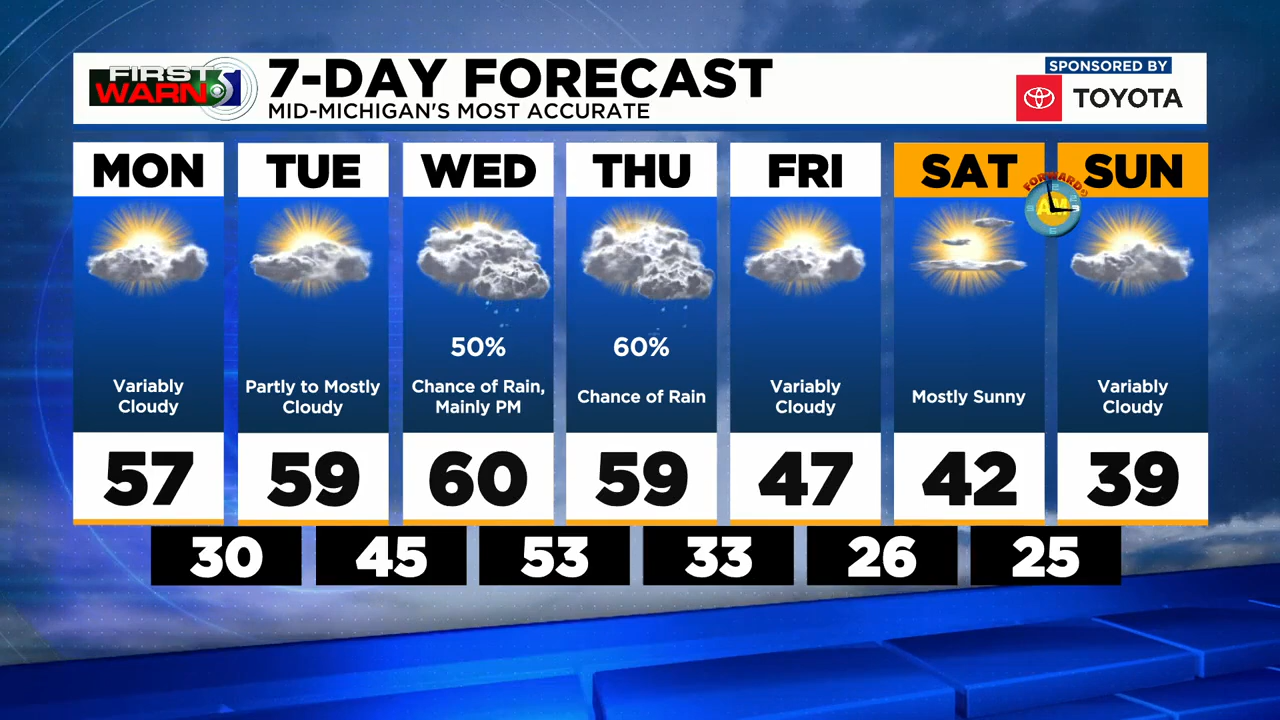 FIRST
WARN 5
7-DAY FORECAST
MID-MICHIGAN'S MOST ACCURATE
SPONSORED BY
TOYOTA
MON
TUE
WED
THU
FRI
SAT
SUN
FORWARD
50%
60%
Variably
Cloudy
Partly to Mostly
Cloudy
Chance of Rain,
Mainly PM
Chance of Rain
Variably
Cloudy
Mostly Sunny
Variably
Cloudy
57
59
60
59
47
42
39
30
45
53
33
26
25